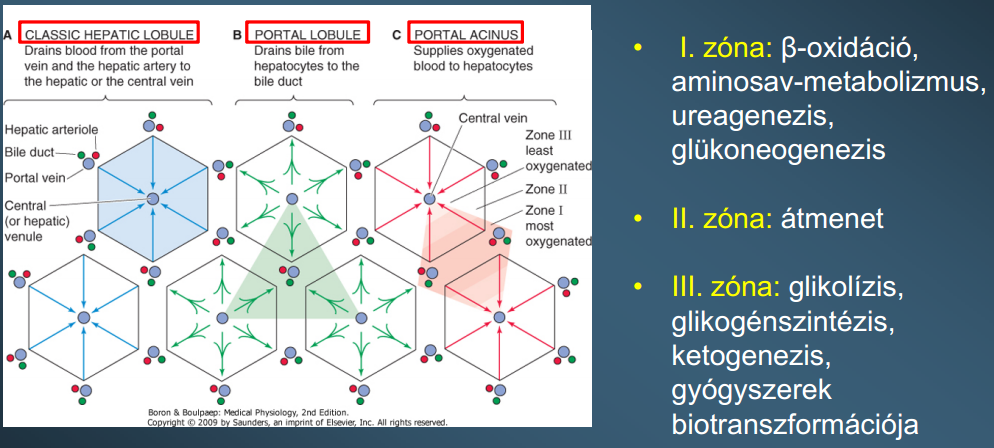 A CLASSIC HEPATIC LOBULE
Drains blood from the portal
vein and the hepatic artery to
the hepatic or the central vein
B PORTAL LOBULE
Drains bile from
hepatocytes to the
bile duct
C PORTAL ACINUS
Supplies oxygenated
blood to hepatocytes
Hepatic arteriole
Bile duct
Portal vein
Central
(or hepatic)
venule
Central vein
Zone III
least
oxygenated
Zone II
Zone I
most
oxygenated
Boron & Boulpaep: Medical Physiology, 2nd Edition.
Copyright © 2009 by Saunders, an imprint of Elsevier, Inc. All rights reserved.
• I. zóna: β-oxidáció,
aminosav-metabolizmus,
ureagenezis,
glükoneogenezis
• II. zóna: átmenet
• III. zóna: glikolízis,
glikogénszintézis,
ketogenezis,
gyógyszerek
biotranszformációja